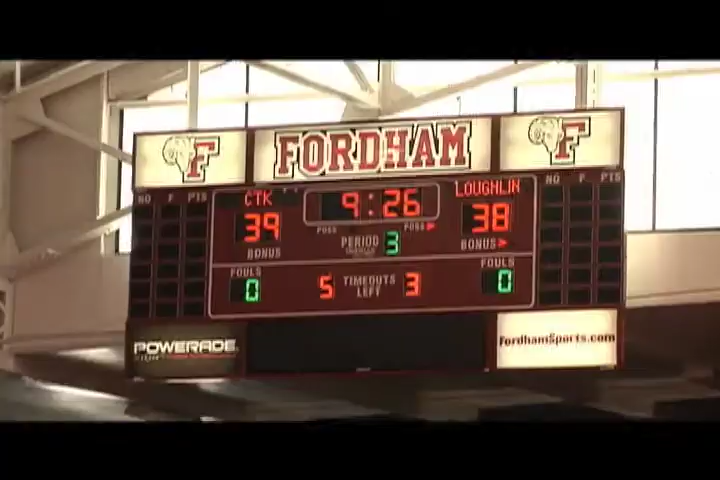 F FORDHAM F
NO F PTS CTK 9:26 LOUGHLIN NO F PTS
39 POSS POSS 38
BONUS PERIOD 3 BONUS
FOULS 5 TIMEOUTS LEFT 3 FOULS
0 0
POWERADE FordhamSports.com